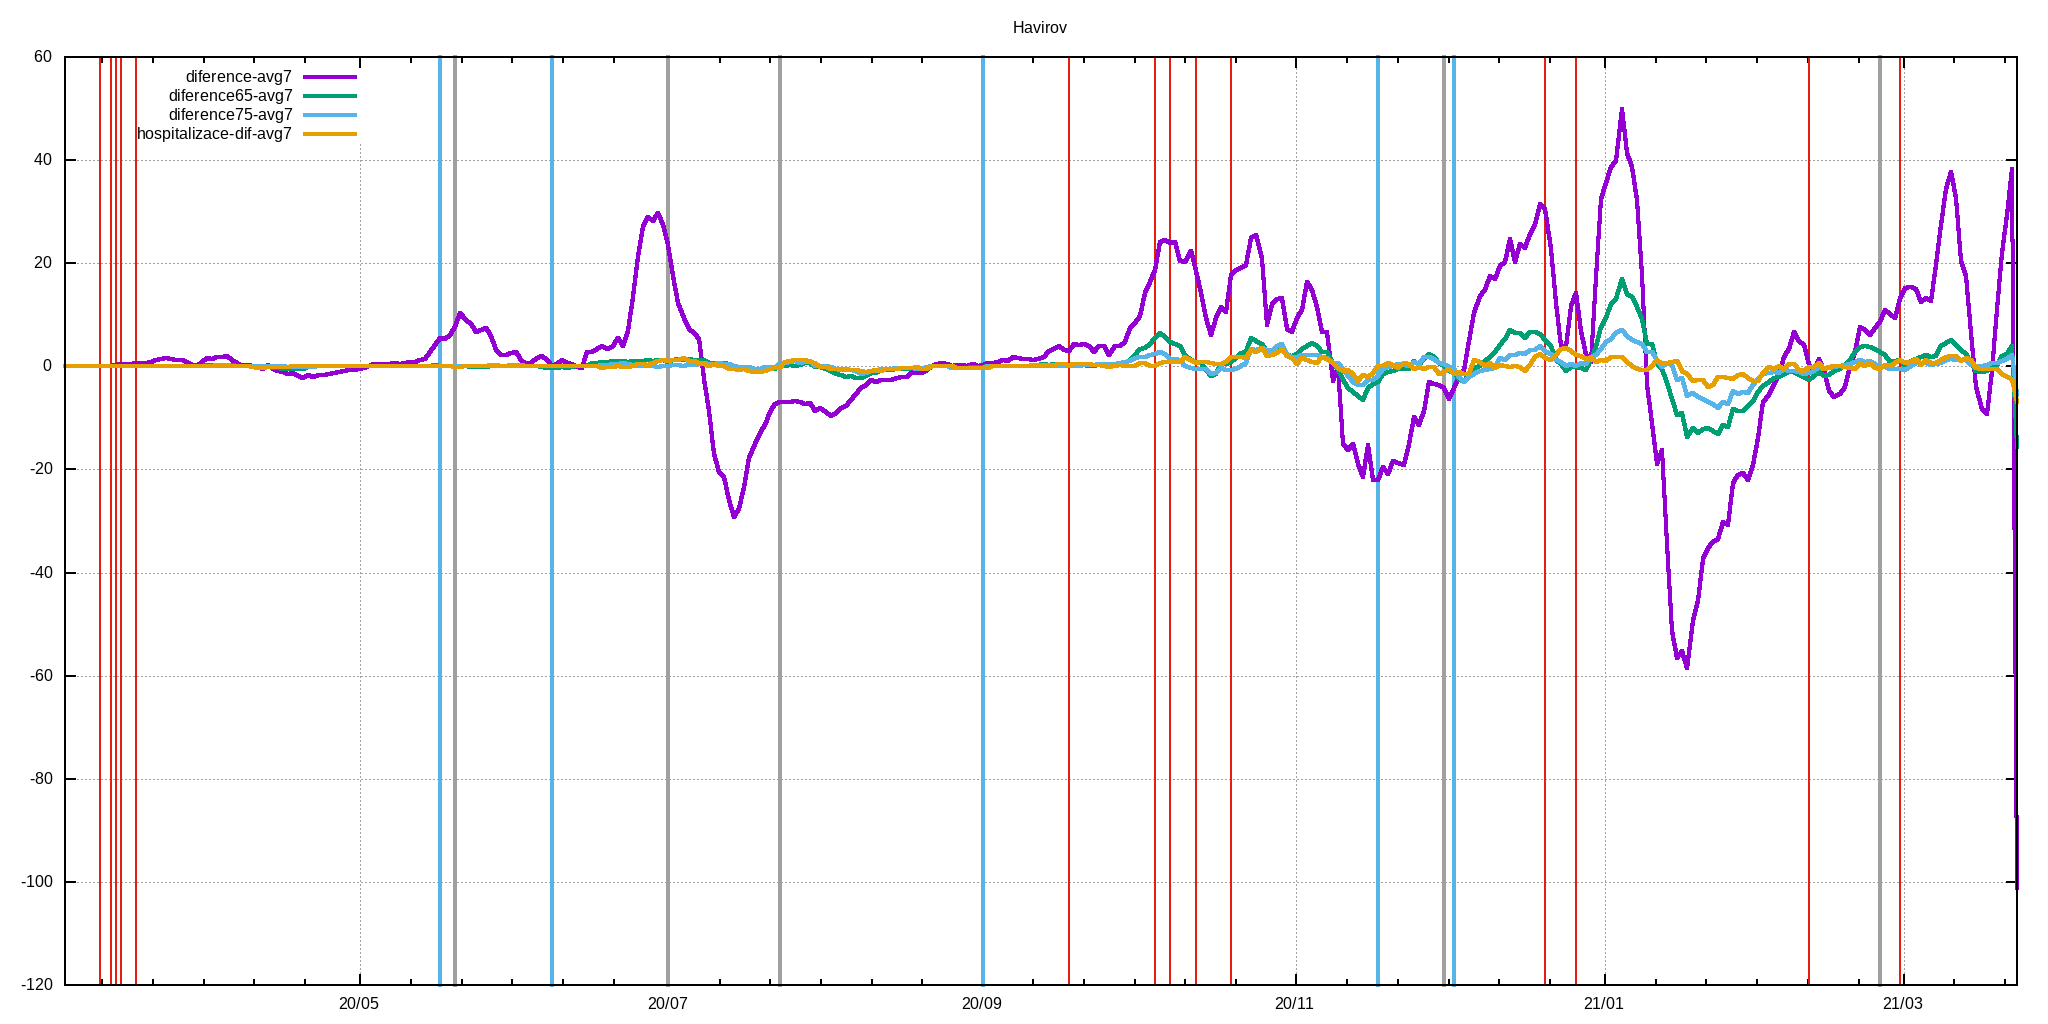 Havirov
diference-avg7
diference65-avg7
diference75-avg7
hospitalizace-dif-avg7
60
40
20
0
-20
-40
-60
-80
-100
-120
20/05 20/07 20/09 20/11 21/01 21/03